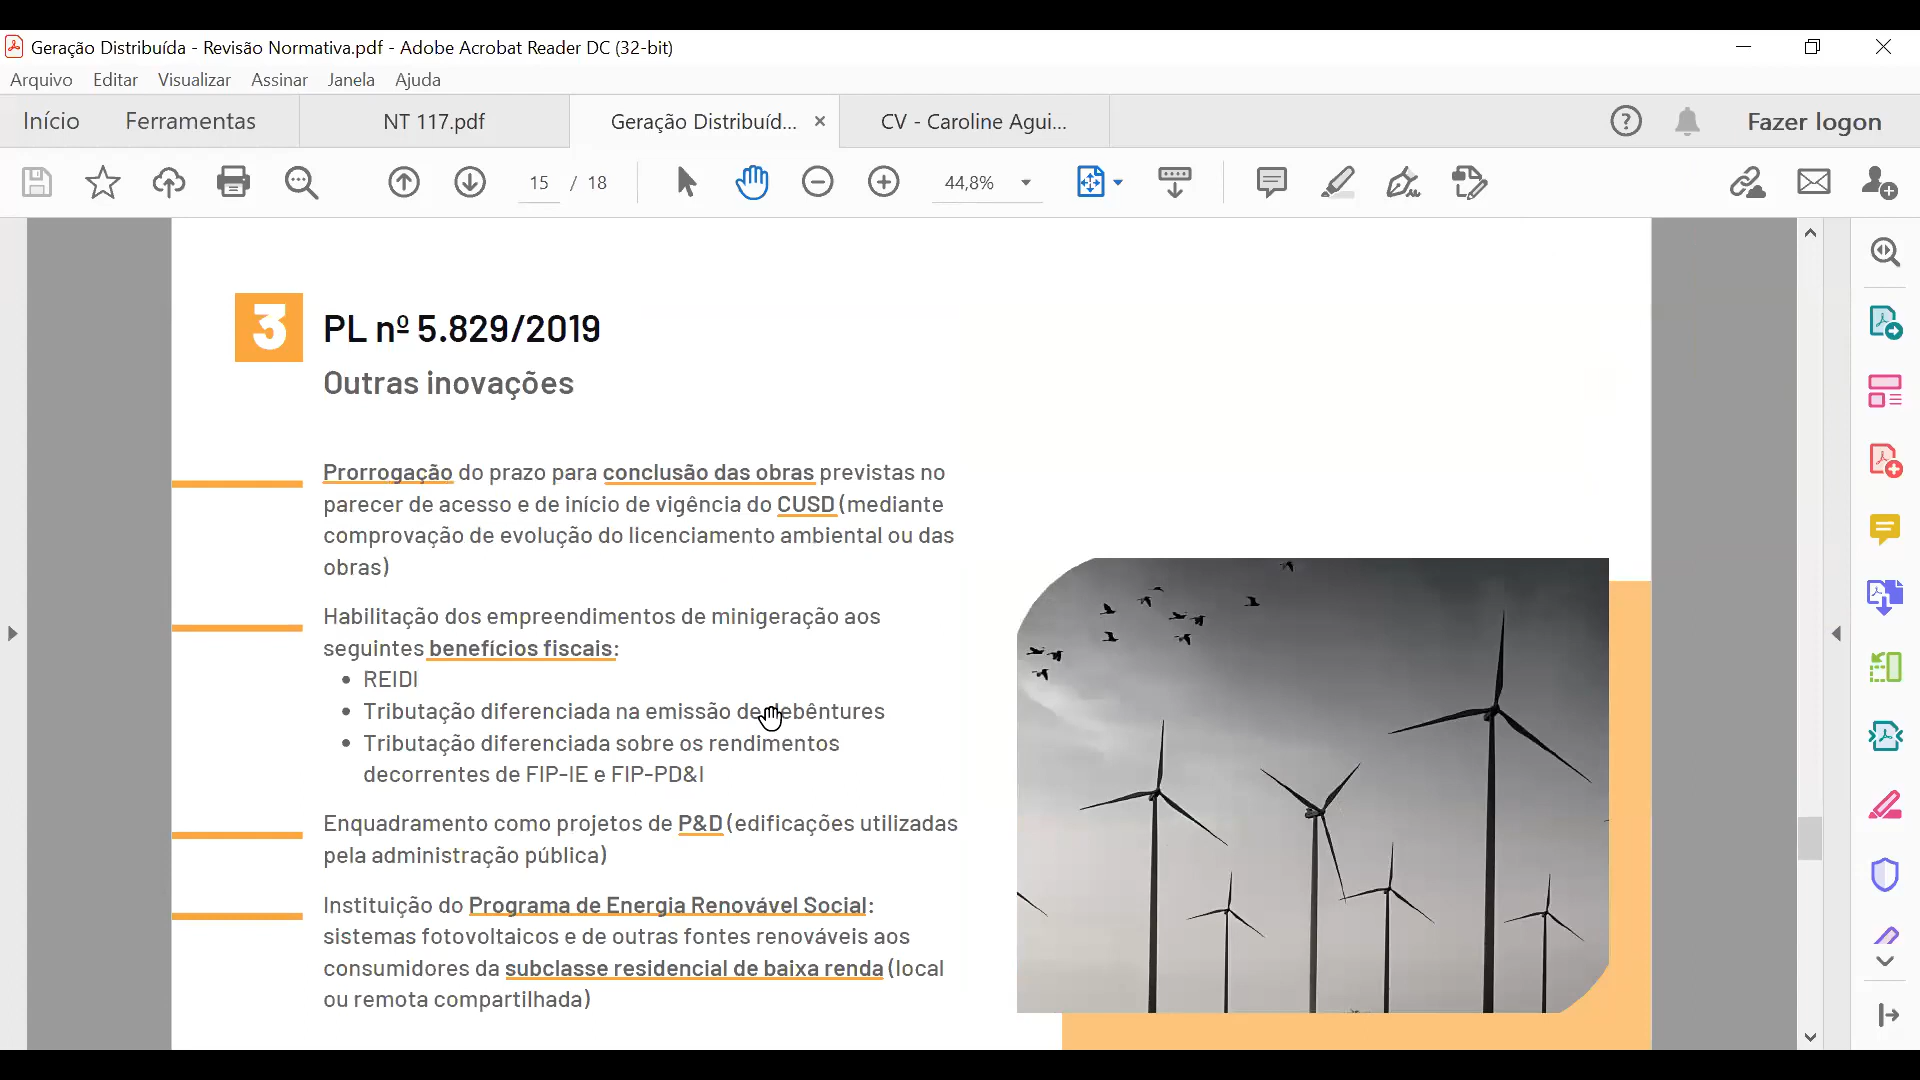 Geração Distribuída - Revisão Normativa.pdf - Adobe Acrobat Reader DC (32-bit)
Arquivo Editar Visualizar Assinar Janela Ajuda
Início Ferramentas NT 117.pdf Geração Distribuíd... CV - Caroline Agui... Fazer logon
15 / 18 44,8%
3 PL nº 5.829/2019
Outras inovações
Prorrogação do prazo para conclusão das obras previstas no
parecer de acesso e de início de vigência do CUSD (mediante
comprovação de evolução do licenciamento ambiental ou das
obras)
Habilitação dos empreendimentos de minigeração aos
seguintes benefícios fiscais:
• REIDI
• Tributação diferenciada na emissão de debêntures
• Tributação diferenciada sobre os rendimentos
decorrentes de FIP-IE e FIP-PD&I
Enquadramento como projetos de P&D (edificações utilizadas
pela administração pública)
Instituição do Programa de Energia Renovável Social:
sistemas fotovoltaicos e de outras fontes renováveis aos
consumidores da subclasse residencial de baixa renda (local
ou remota compartilhada)